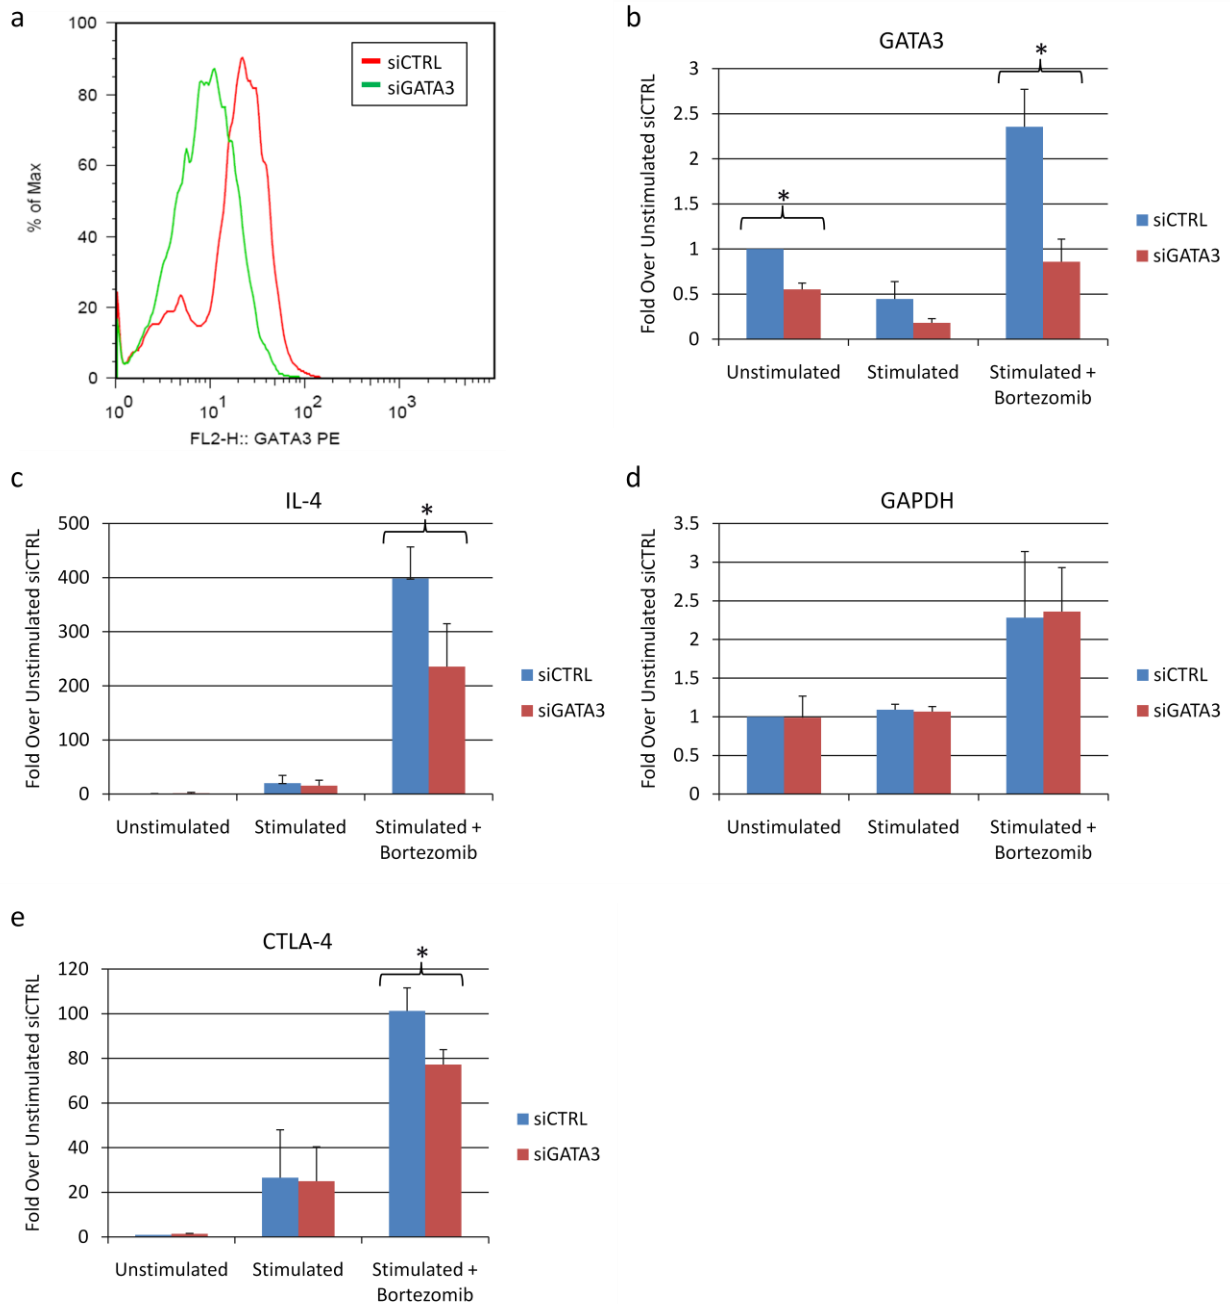 a
100
80
60
40
20
0
% of Max
siCTRL
siGATA3
10^0 10^1 10^2 10^3
FL2-H:: GATA3 PE
b
GATA3
Fold Over Unstimulated siCTRL
3
2.5
2
1.5
1
0.5
0
*
*
Unstimulated Stimulated Stimulated +
Bortezomib
siCTRL
siGATA3
c
IL-4
Fold Over Unstimulated siCTRL
500
400
300
200
100
0
*
Unstimulated Stimulated Stimulated +
Bortezomib
siCTRL
siGATA3
d
GAPDH
Fold Over Unstimulated siCTRL
3.5
3
2.5
2
1.5
1
0.5
0
Unstimulated Stimulated Stimulated +
Bortezomib
siCTRL
siGATA3
e
CTLA-4
Fold Over Unstimulated siCTRL
120
100
80
60
40
20
0
*
Unstimulated Stimulated Stimulated +
Bortezomib
siCTRL
siGATA3